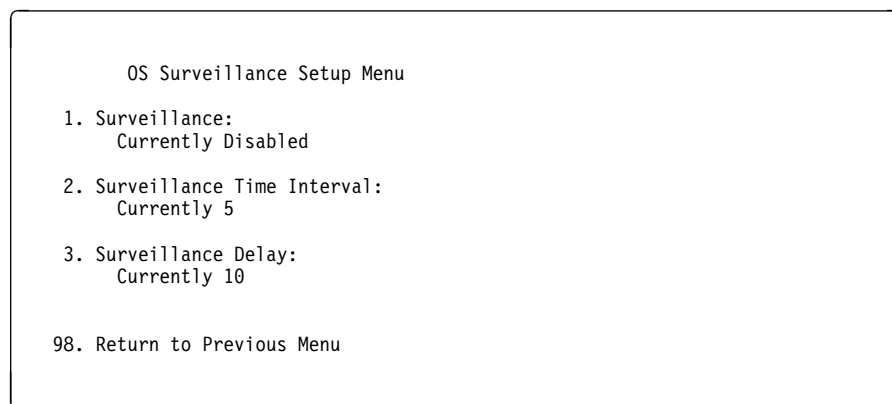 OS Surveillance Setup Menu
1. Surveillance:
Currently Disabled
2. Surveillance Time Interval:
Currently 5
3. Surveillance Delay:
Currently 10
98. Return to Previous Menu